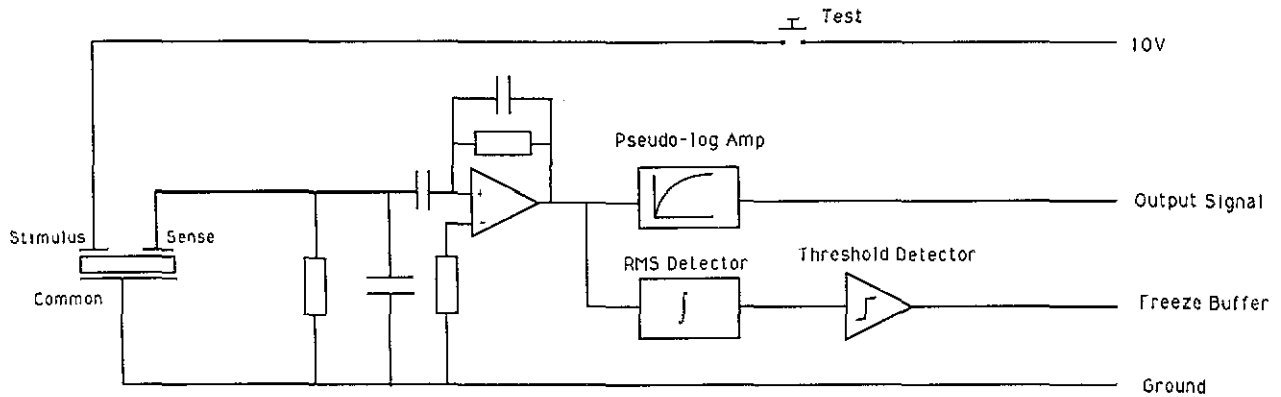 Test
10V
Pseudo-log Amp
+
-
Output Signal
Stimulus
Sense
RMS Detector
Threshold Detector
Common
∫
Freeze Buffer
Ground